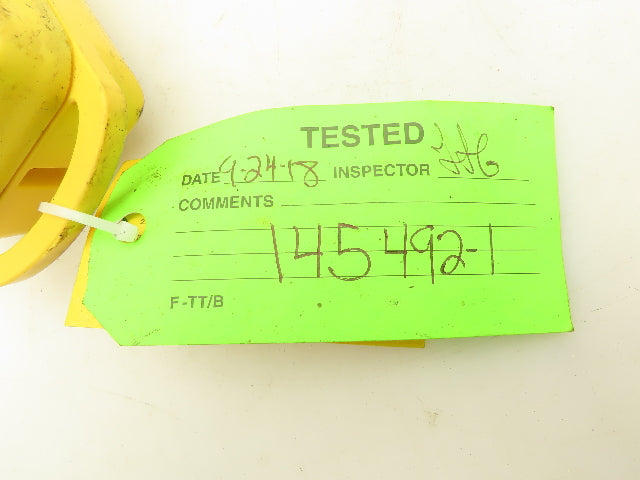 TESTED
DATE 9-24-18 INSPECTOR
COMMENTS
145492-1
F-TT/B